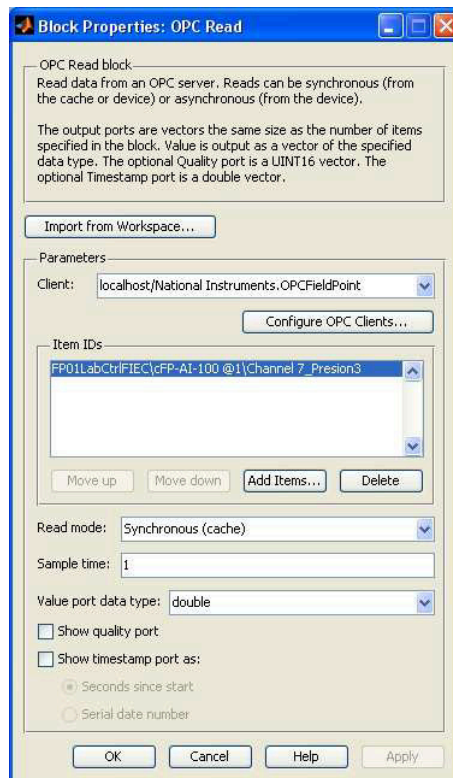 Block Properties: OPC Read
OPC Read block
Read data from an OPC server. Reads can be synchronous (from
the cache or device) or asynchronous (from the device).
The output ports are vectors the same size as the number of items
specified in the block. Value is output as a vector of the specified
data type. The optional Quality port is a UINT16 vector. The
optional Timestamp port is a double vector.
Import from Workspace...
Parameters
Client: localhost/National Instruments.OPCFieldPoint
Configure OPC Clients...
Item IDs
FP01LabCtrlFIEC\cFP-AI-100 @1\Channel 7_Presion3
Move up Move down Add Items... Delete
Read mode: Synchronous (cache)
Sample time: 1
Value port data type: double
Show quality port
Show timestamp port as:
Seconds since start
Serial date number
OK Cancel Help Apply